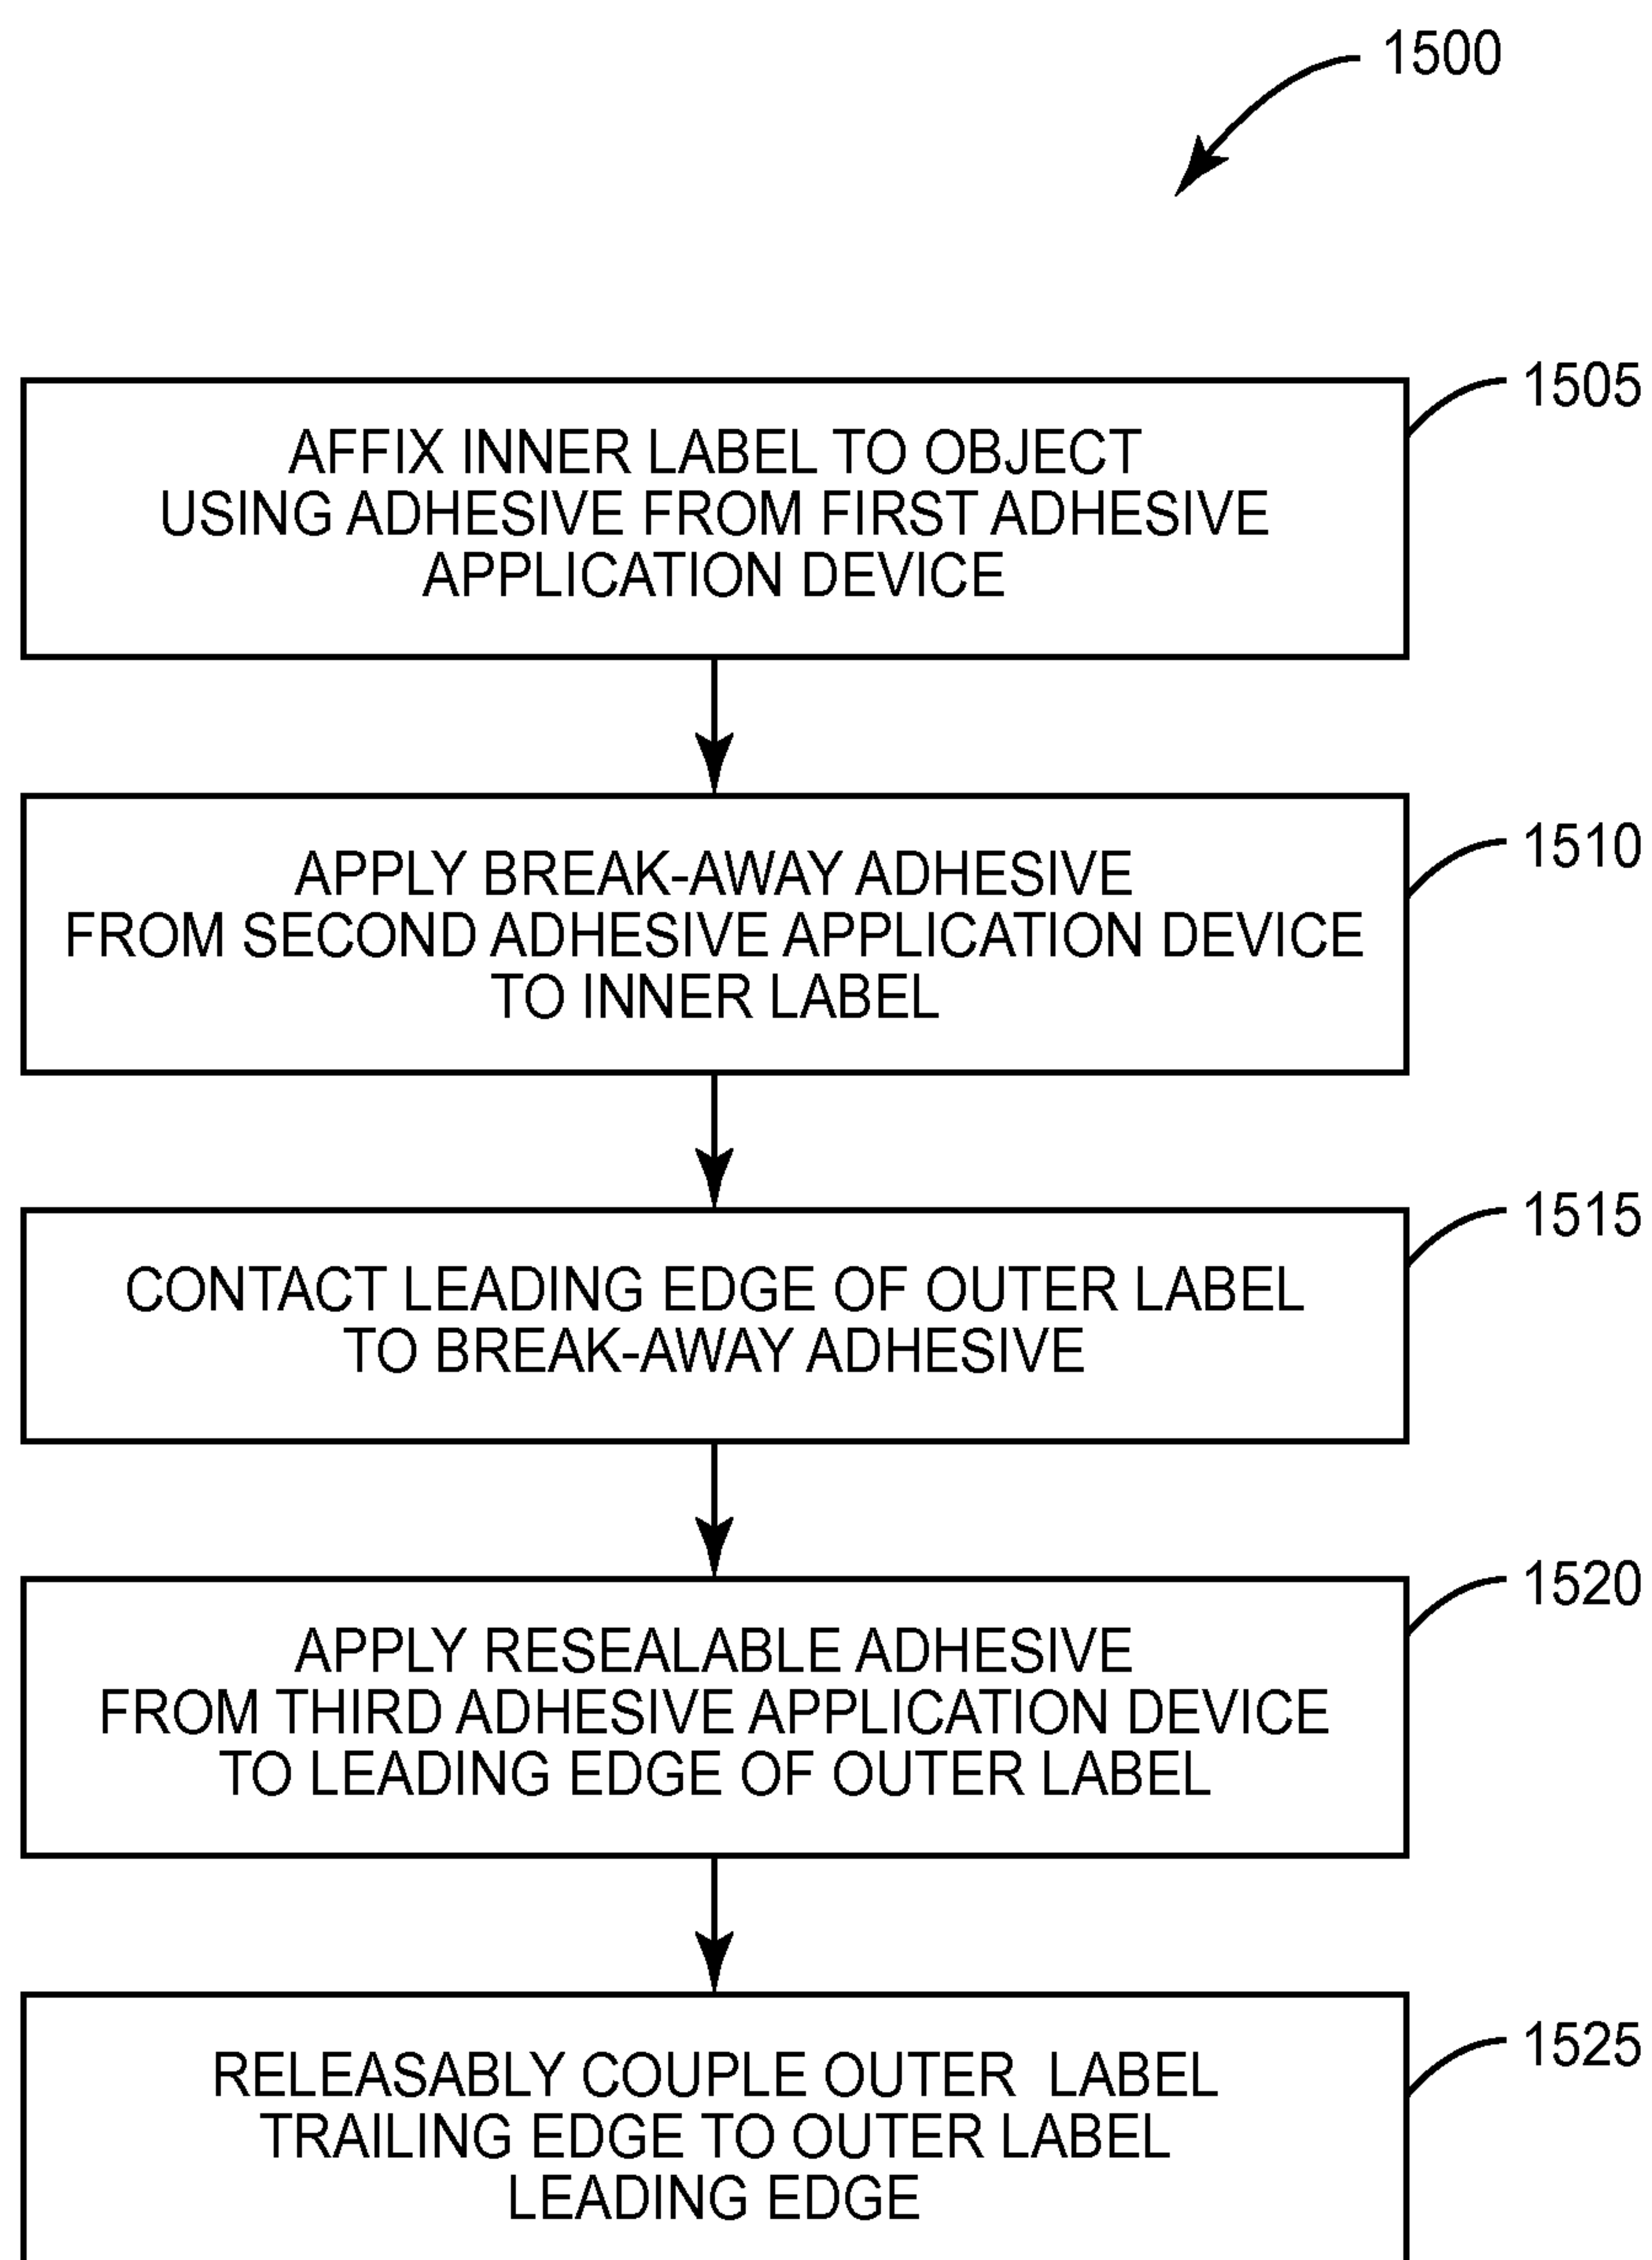 1500
1505
AFFIX INNER LABEL TO OBJECT
USING ADHESIVE FROM FIRST ADHESIVE
APPLICATION DEVICE
1510
APPLY BREAK-AWAY ADHESIVE
FROM SECOND ADHESIVE APPLICATION DEVICE
TO INNER LABEL
1515
CONTACT LEADING EDGE OF OUTER LABEL
TO BREAK-AWAY ADHESIVE
1520
APPLY RESEALABLE ADHESIVE
FROM THIRD ADHESIVE APPLICATION DEVICE
TO LEADING EDGE OF OUTER LABEL
1525
RELEASABLY COUPLE OUTER LABEL
TRAILING EDGE TO OUTER LABEL
LEADING EDGE